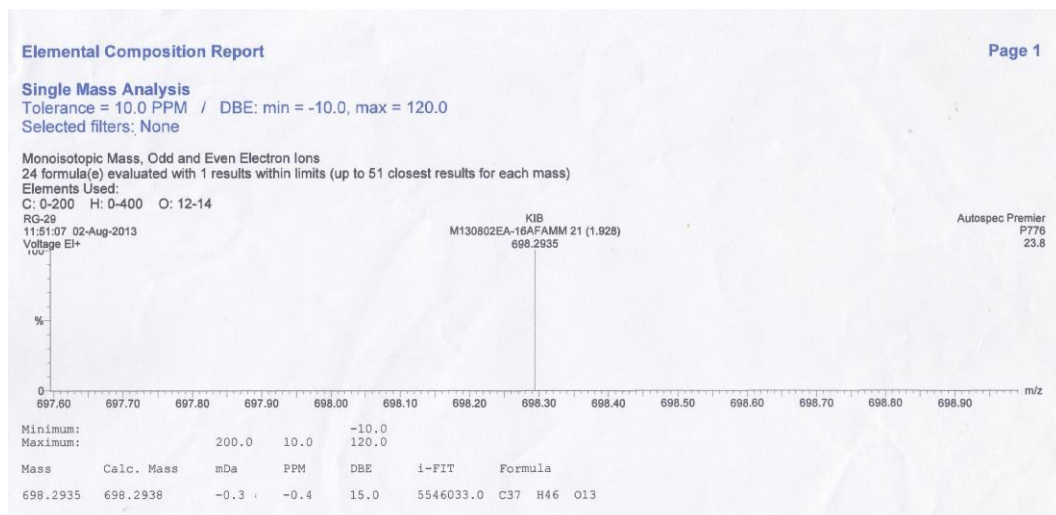 Elemental Composition Report Page 1
Single Mass Analysis
Tolerance = 10.0 PPM / DBE: min = -10.0, max = 120.0
Selected filters: None
Monoisotopic Mass, Odd and Even Electron Ions
24 formula(e) evaluated with 1 results within limits (up to 51 closest results for each mass)
Elements Used:
C: 0-200 H: 0-400 O: 12-14
RG-29 KIB Autospec Premier
11:51:07 02-Aug-2013 M130802EA-16AFAMM 21 (1.928) P776
Voltage EI+ 698.2935 23.8
100
%
0
697.60 697.70 697.80 697.90 698.00 698.10 698.20 698.30 698.40 698.50 698.60 698.70 698.80 698.90 m/z
Minimum: -10.0
Maximum: 200.0 10.0 120.0
Mass Calc. Mass mDa PPM DBE i-FIT Formula
698.2935 698.2938 -0.3 -0.4 15.0 5546033.0 C37 H46 O13